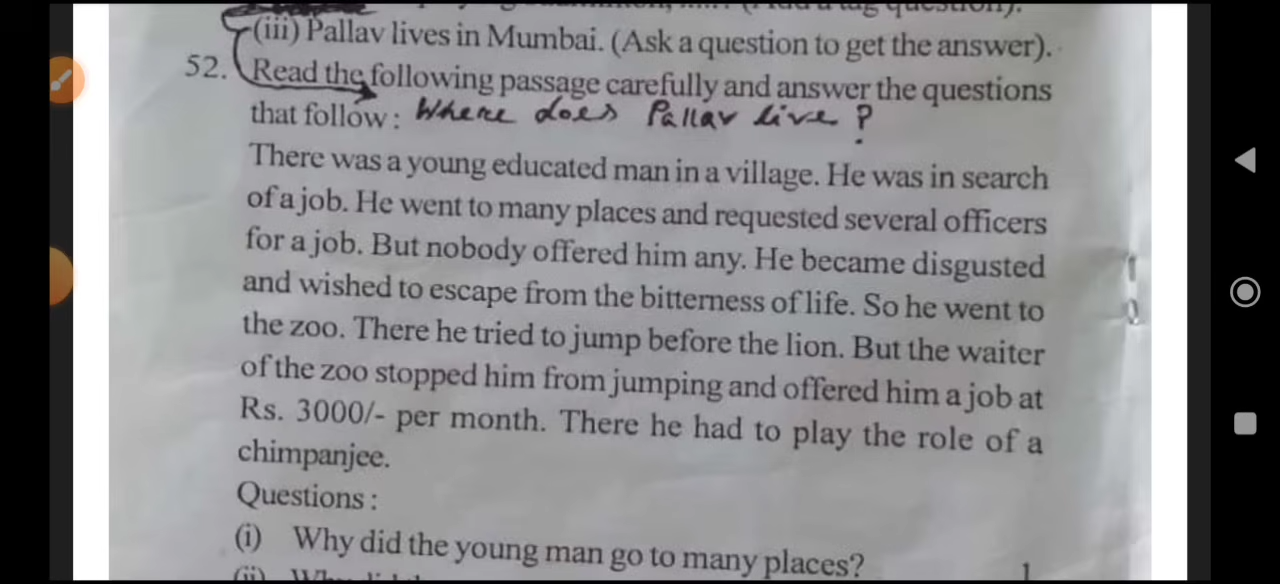 (iii) Pallav lives in Mumbai. (Ask a question to get the answer).
52. Read the following passage carefully and answer the questions
that follow: Where does Pallav live?
There was a young educated man in a village. He was in search
of a job. He went to many places and requested several officers
for a job. But nobody offered him any. He became disgusted
and wished to escape from the bitterness of life. So he went to
the zoo. There he tried to jump before the lion. But the waiter
of the zoo stopped him from jumping and offered him a job at
Rs. 3000/- per month. There he had to play the role of a
chimpanjee.
Questions :
(i) Why did the young man go to many places? 1
(ii)